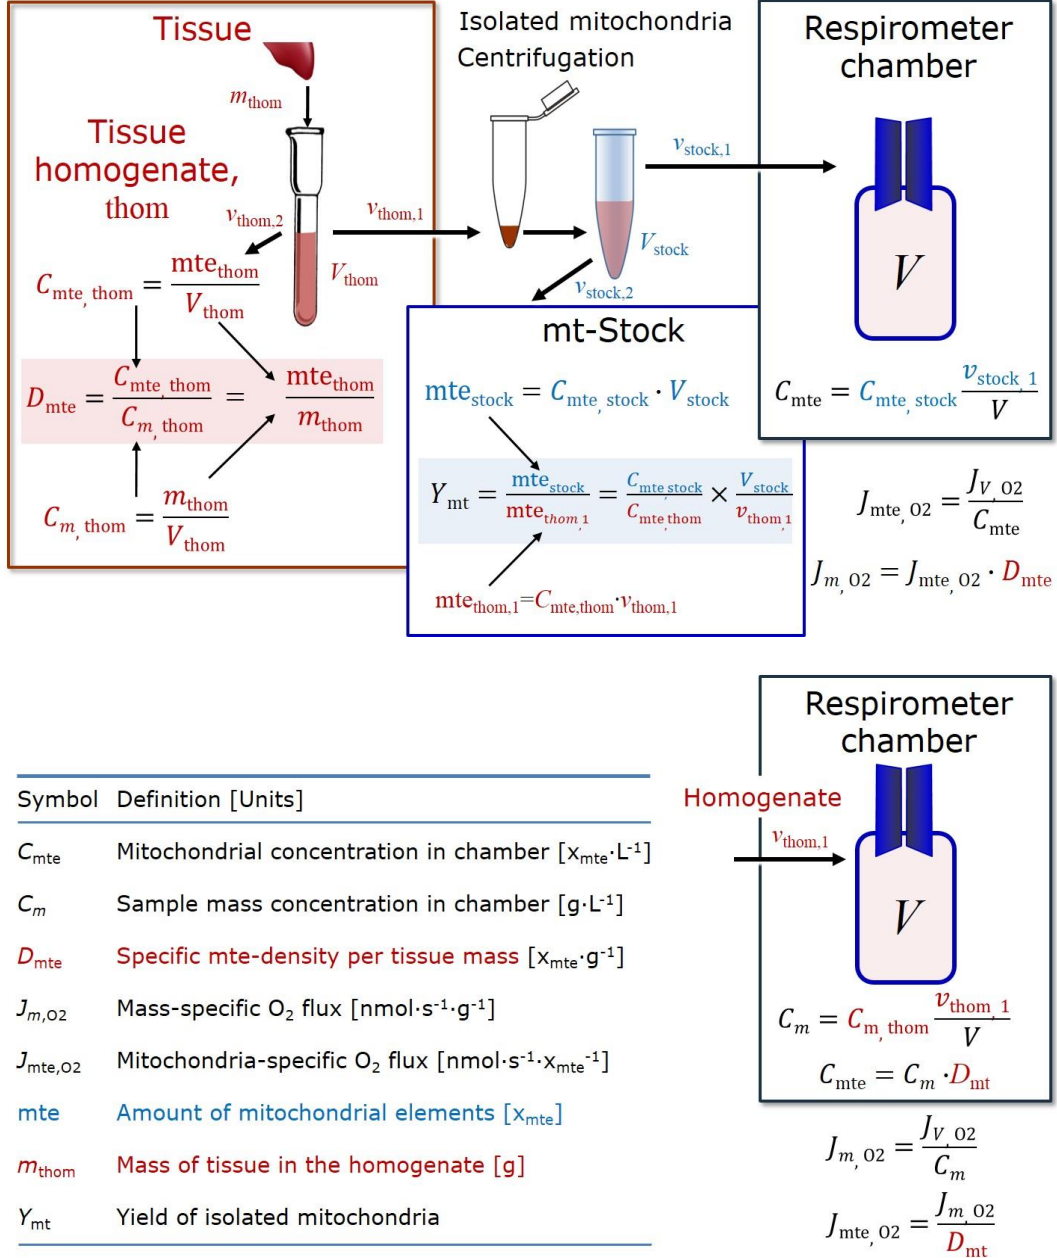 Tissue
m_thom
Tissue
homogenate,
thom
v_thom,2
v_thom,1
V_thom
C_mte, thom = mte_thom / V_thom
D_mte = C_mte, thom / C_m, thom = mte_thom / m_thom
C_m, thom = m_thom / V_thom
Isolated mitochondria
Centrifugation
v_stock,1
V_stock
v_stock,2
mt-Stock
mte_stock = C_mte, stock · V_stock
Y_mt = mte_stock / mte_thom,1 = C_mte,stock / C_mte,thom × V_stock / v_thom,1
mte_thom,1=C_mte,thom·v_thom,1
Respirometer
chamber
V
C_mte = C_mte, stock v_stock, 1 / V
J_mte, O2 = J_V, O2 / C_mte
J_m, O2 = J_mte, O2 · D_mte
Symbol Definition [Units]
C_mte Mitochondrial concentration in chamber [x_mte·L⁻¹]
C_m Sample mass concentration in chamber [g·L⁻¹]
D_mte Specific mte-density per tissue mass [x_mte·g⁻¹]
J_m,O2 Mass-specific O₂ flux [nmol·s⁻¹·g⁻¹]
J_mte,O2 Mitochondria-specific O₂ flux [nmol·s⁻¹·x_mte⁻¹]
mte Amount of mitochondrial elements [x_mte]
m_thom Mass of tissue in the homogenate [g]
Y_mt Yield of isolated mitochondria
Respirometer
chamber
Homogenate
v_thom,1
V
C_m = C_m, thom v_thom, 1 / V
C_mte = C_m ·D_mt
J_m, O2 = J_V, O2 / C_m
J_mte, O2 = J_m, O2 / D_mt